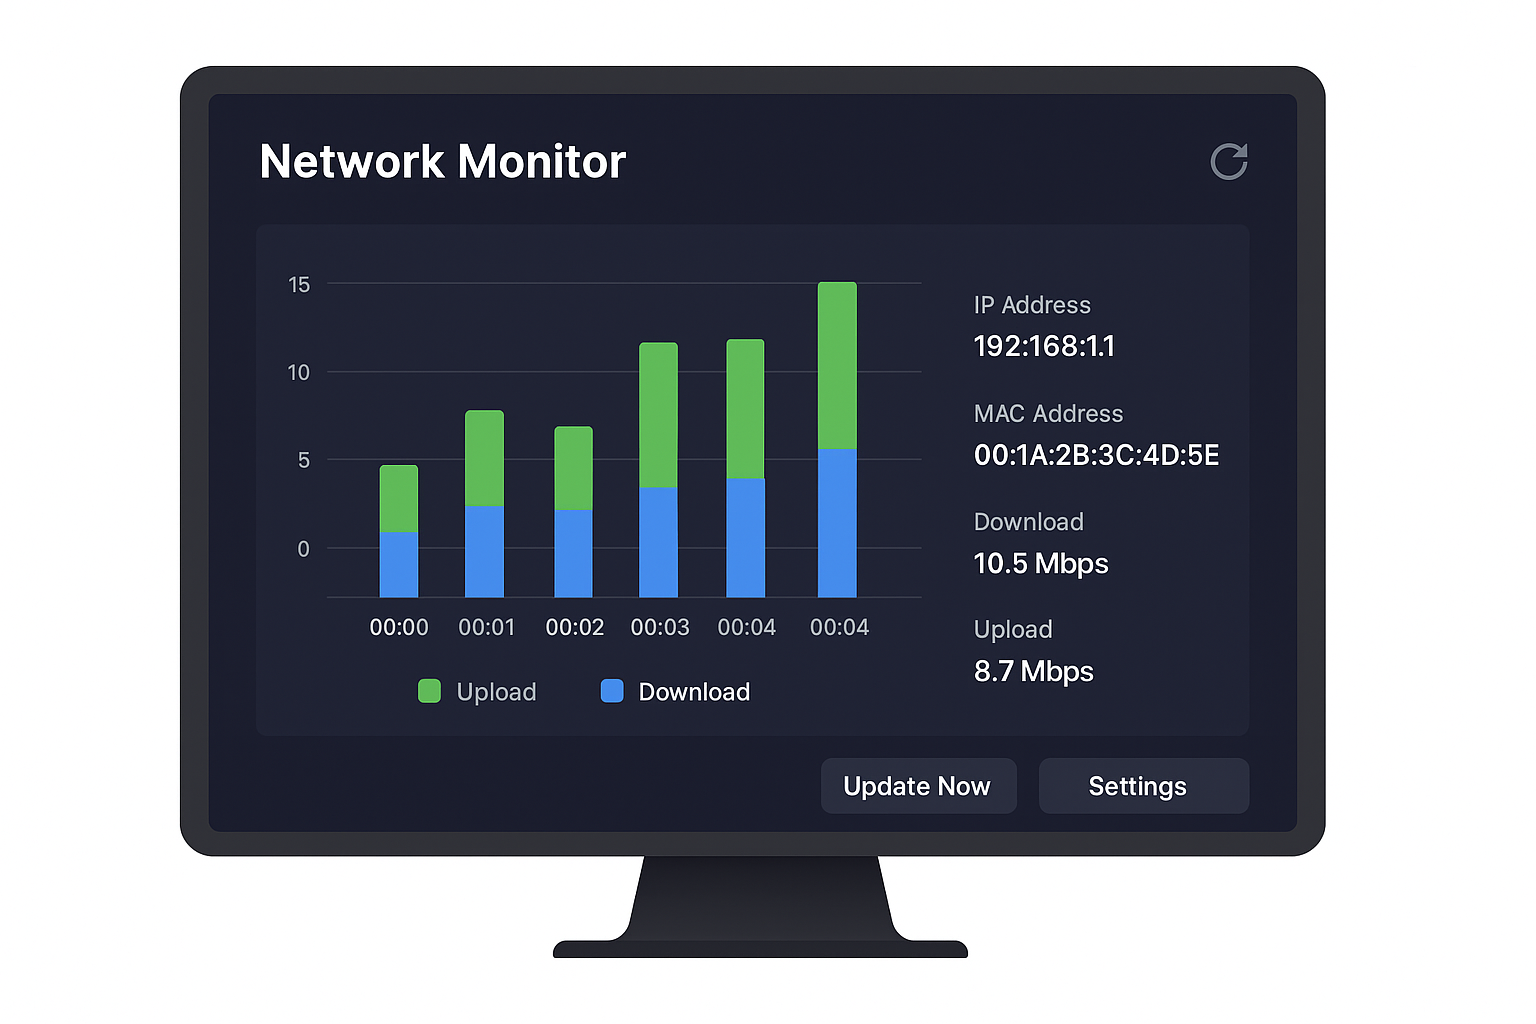 Network Monitor
15
10
5
0
00:00 00:01 00:02 00:03 00:04 00:04
Upload Download
IP Address
192:168:1.1
MAC Address
00:1A:2B:3C:4D:5E
Download
10.5 Mbps
Upload
8.7 Mbps
Update Now Settings